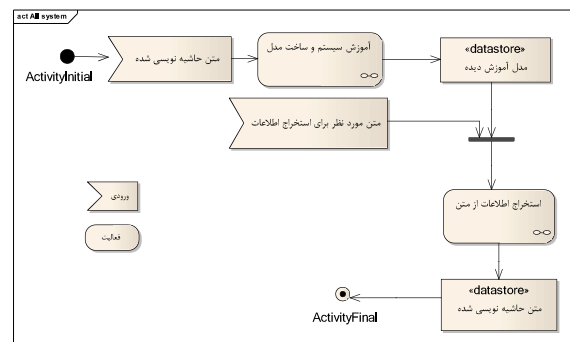 act All system
ActivityInitial
متن حاشیه نویسی شده
آموزش سیستم و ساخت مدل
«datastore»
مدل آموزش دیده
متن مورد نظر برای استخراج اطلاعات
ورودی
فعالیت
استخراج اطلاعات از متن
«datastore»
متن حاشیه نویسی شده
ActivityFinal